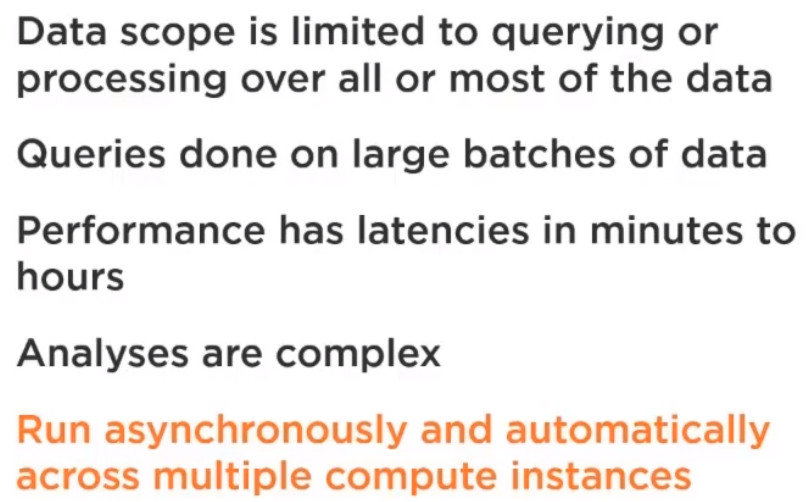 Data scope is limited to querying or
processing over all or most of the data
Queries done on large batches of data
Performance has latencies in minutes to
hours
Analyses are complex
Run asynchronously and automatically
across multiple compute instances